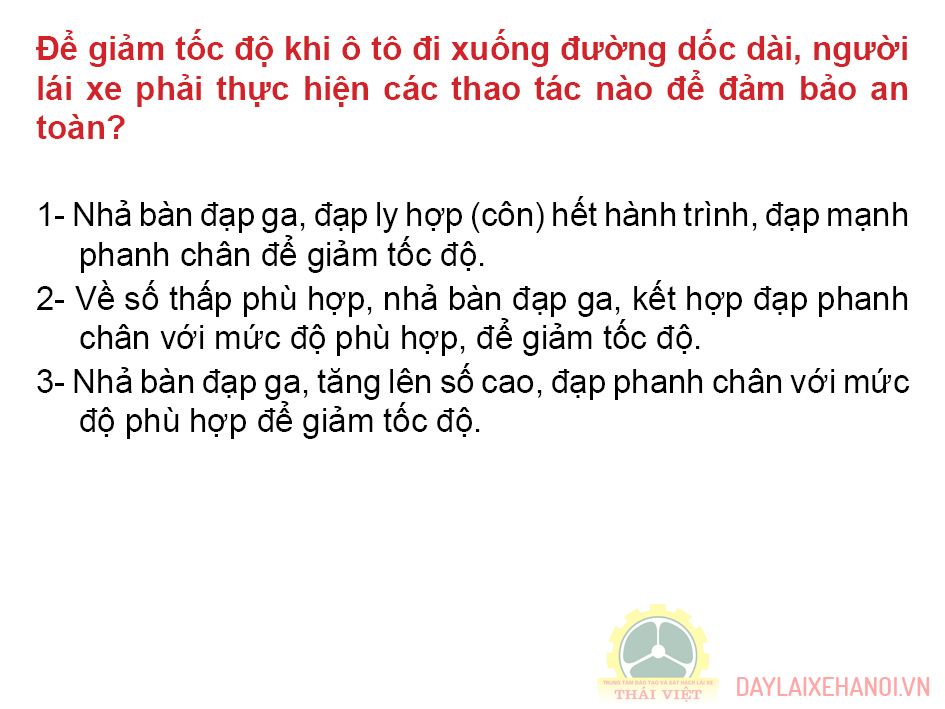 Để giảm tốc độ khi ô tô đi xuống đường dốc dài, người
lái xe phải thực hiện các thao tác nào để đảm bảo an
toàn?
1- Nhả bàn đạp ga, đạp ly hợp (côn) hết hành trình, đạp mạnh
phanh chân để giảm tốc độ.
2- Về số thấp phù hợp, nhả bàn đạp ga, kết hợp đạp phanh
chân với mức độ phù hợp, để giảm tốc độ.
3- Nhả bàn đạp ga, tăng lên số cao, đạp phanh chân với mức
độ phù hợp để giảm tốc độ.
TRUNG TÂM ĐÀO TẠO VÀ SÁT HẠCH LÁI XE
THÁI VIỆT
DAYLAIXEHANOI.VN